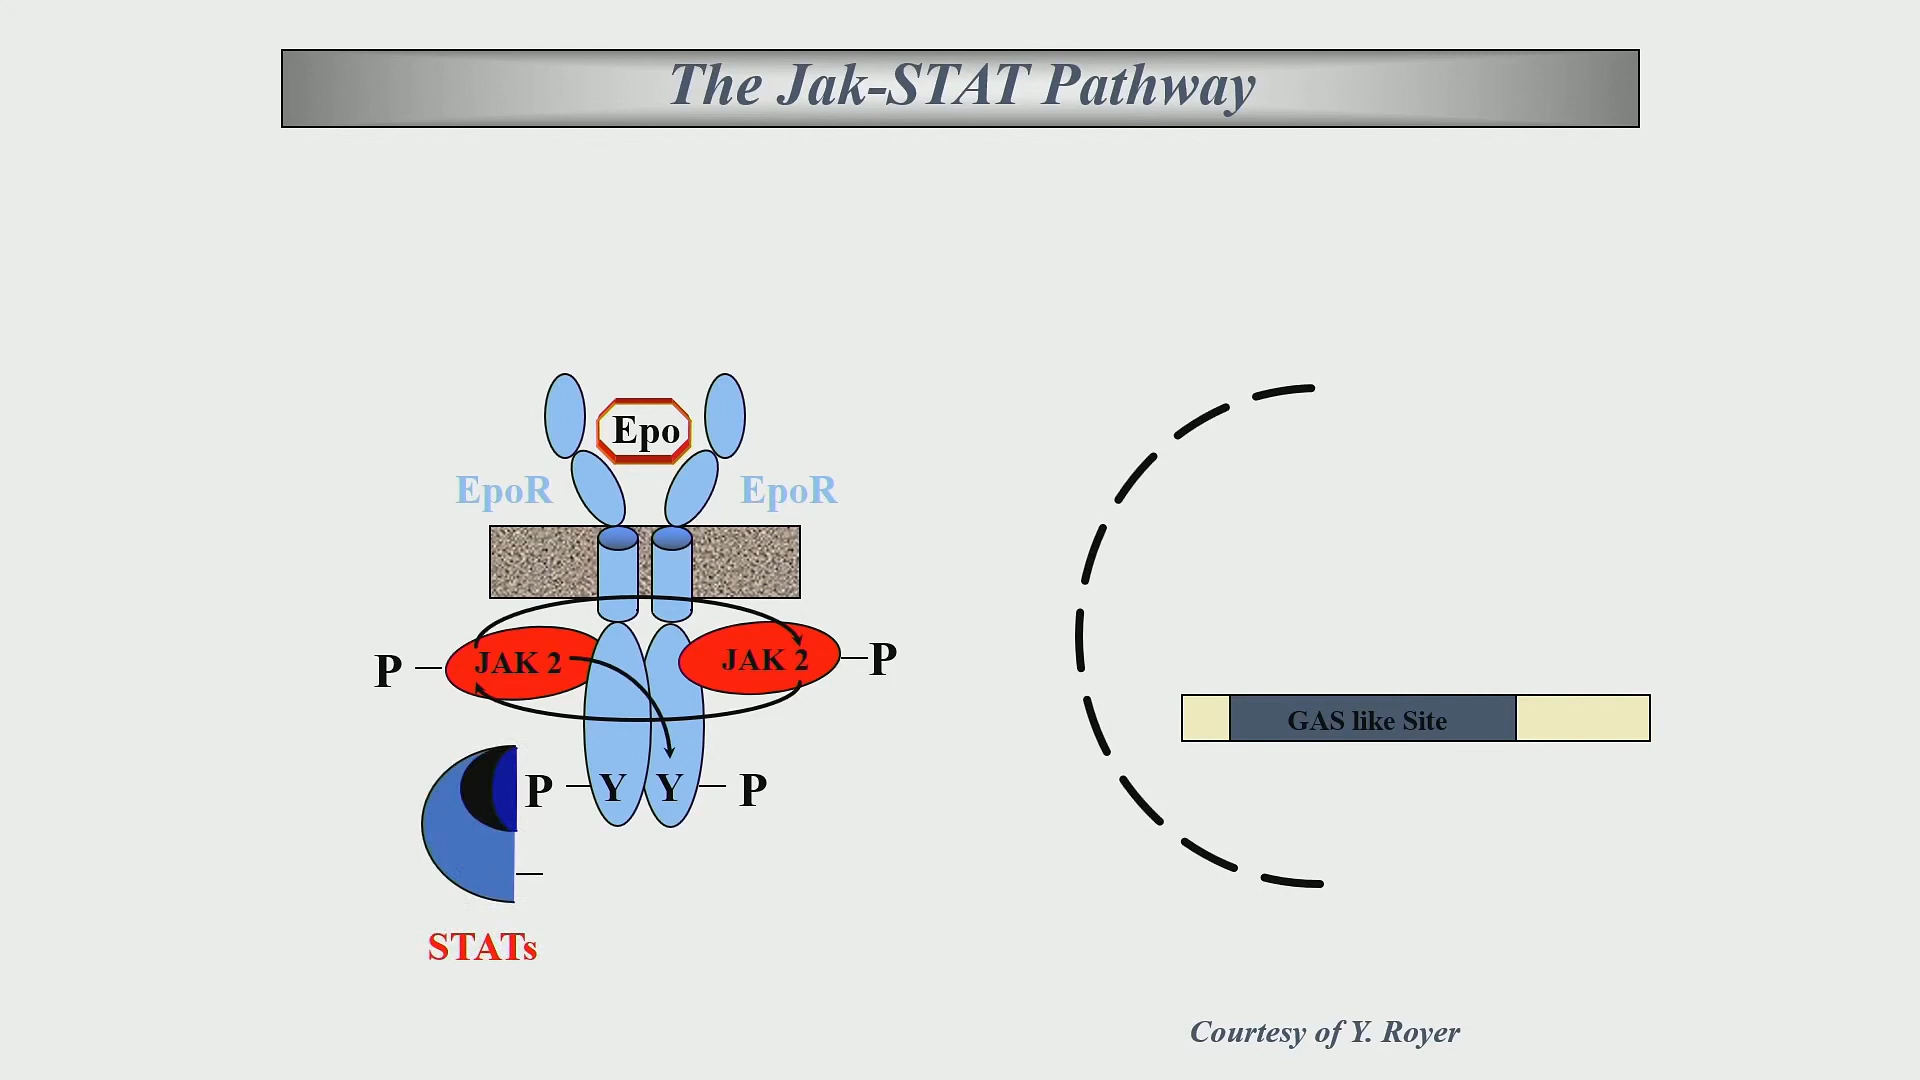 The Jak-STAT Pathway
Epo
EpoR
EpoR
P
JAK 2
JAK 2
P
P
Y
Y
P
STATs
GAS like Site
Courtesy of Y. Royer